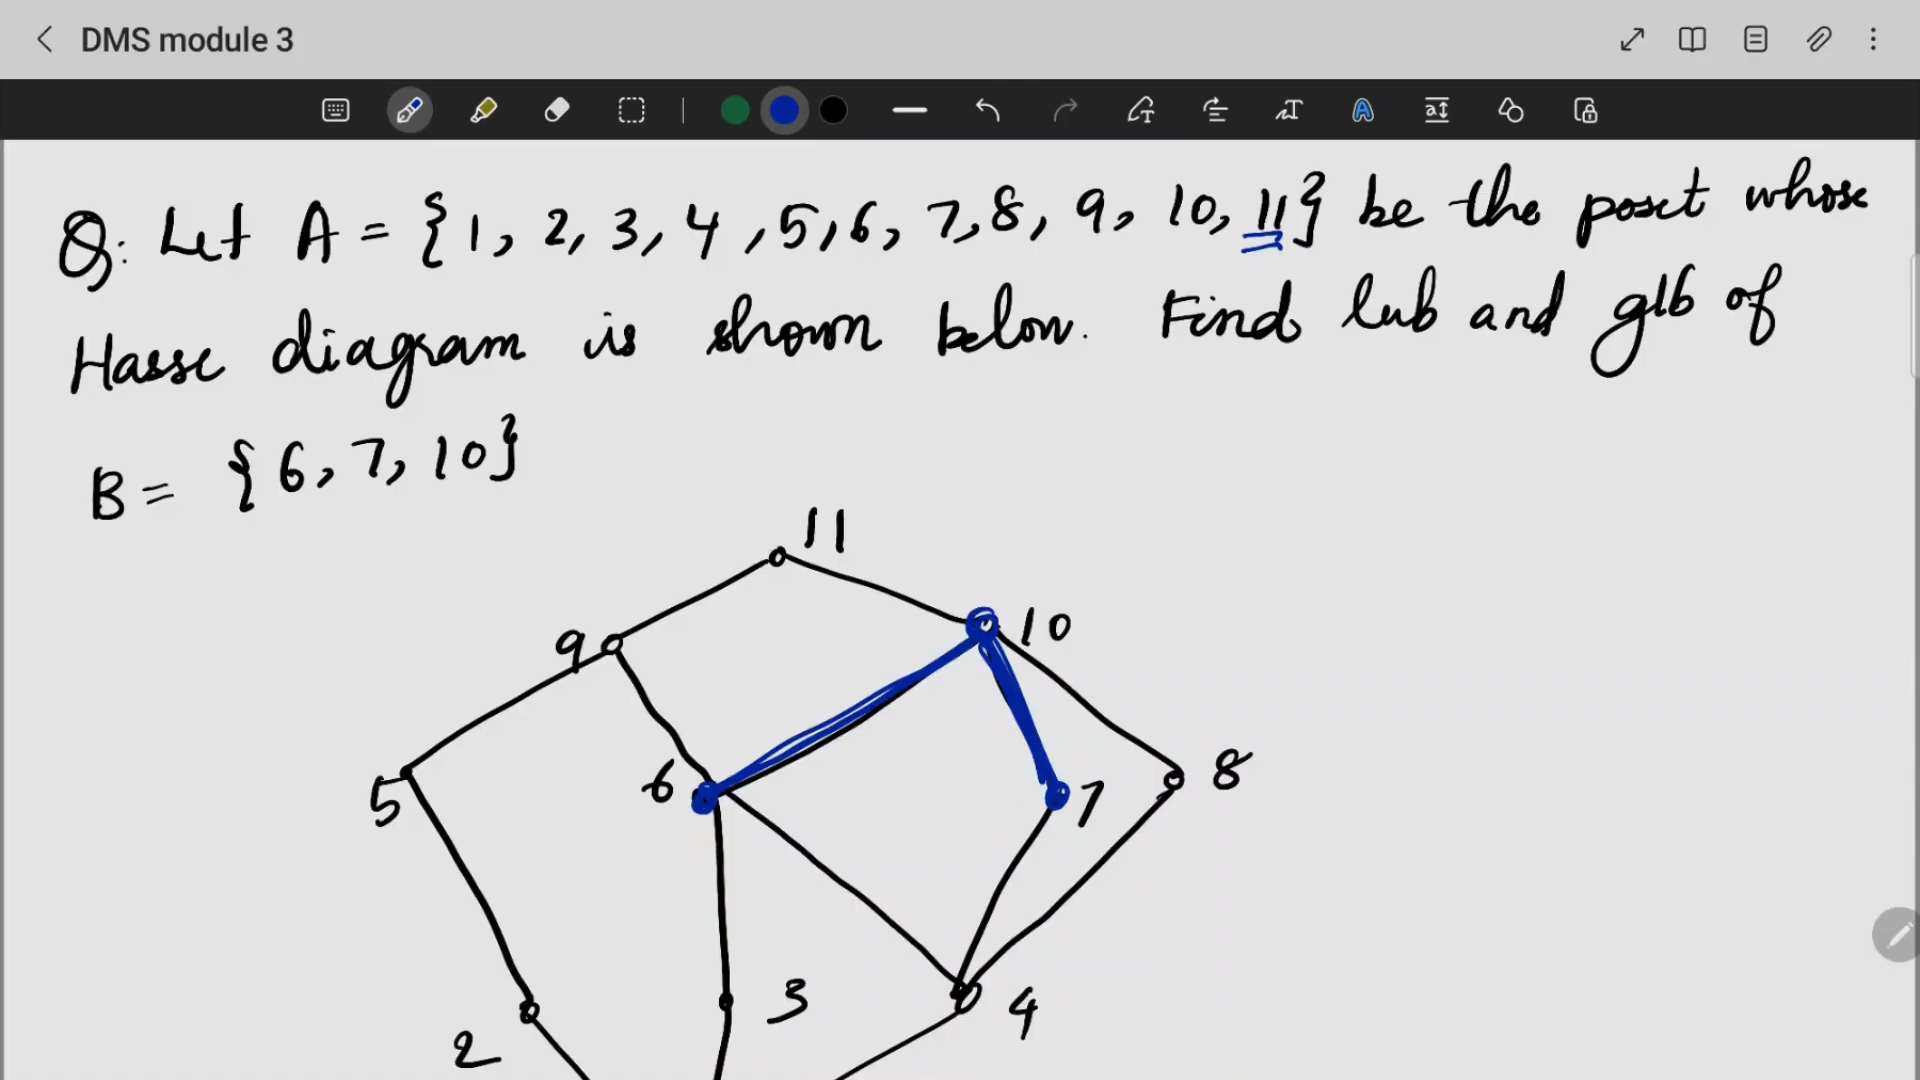 DMS module 3
Q: Let A = {1, 2, 3, 4, 5, 6, 7, 8, 9, 10, 11} be the poset whose
Hasse diagram is shown below. Find lub and glb of
B = {6, 7, 10}
11
10
9
8
6
5
7
3
4
2